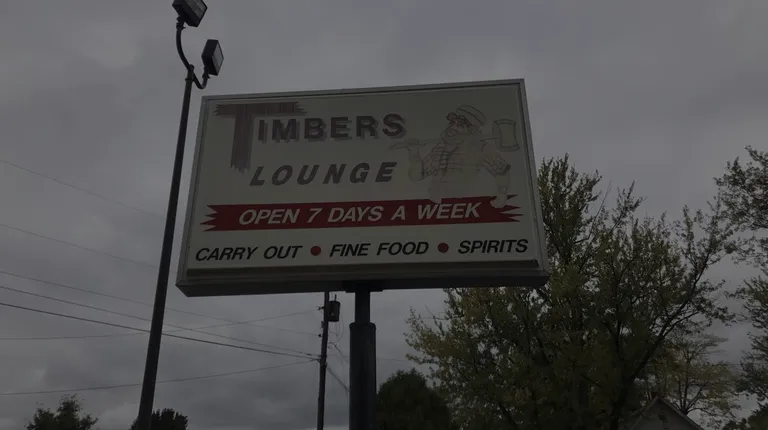 TIMBERS
LOUNGE
OPEN 7 DAYS A WEEK
CARRY OUT • FINE FOOD • SPIRITS